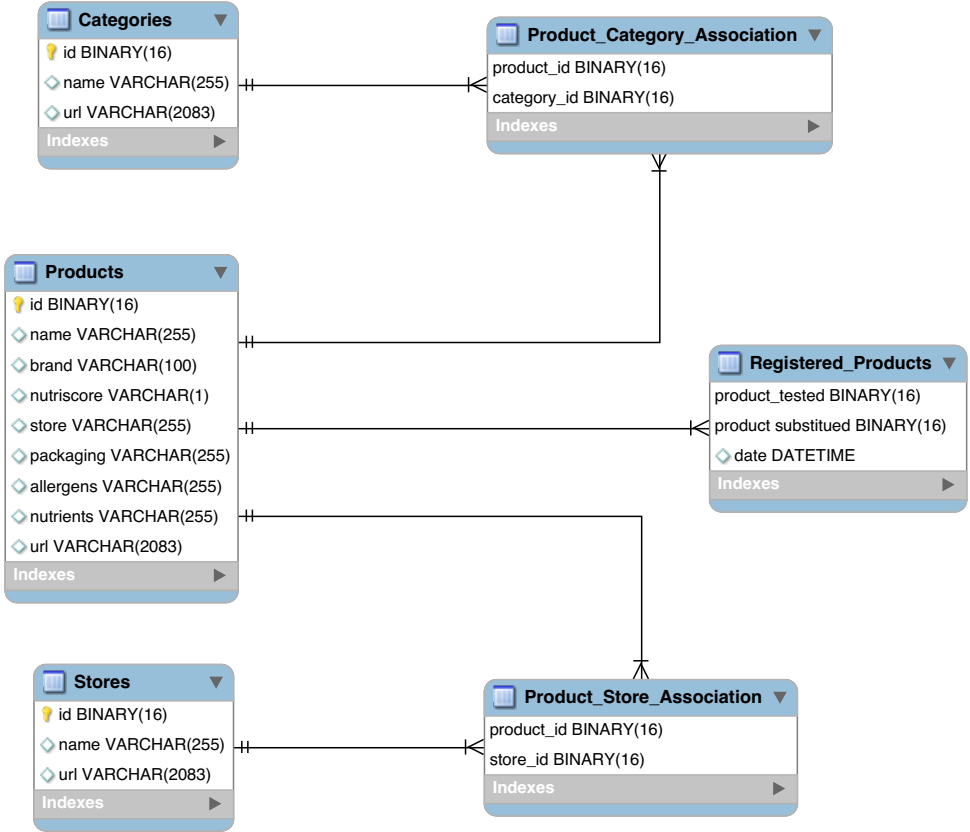 Categories
id BINARY(16)
name VARCHAR(255)
url VARCHAR(2083)
Indexes
Product_Category_Association
product_id BINARY(16)
category_id BINARY(16)
Indexes
Products
id BINARY(16)
name VARCHAR(255)
brand VARCHAR(100)
nutriscore VARCHAR(1)
store VARCHAR(255)
packaging VARCHAR(255)
allergens VARCHAR(255)
nutrients VARCHAR(255)
url VARCHAR(2083)
Indexes
Registered_Products
product_tested BINARY(16)
product substitued BINARY(16)
date DATETIME
Indexes
Stores
id BINARY(16)
name VARCHAR(255)
url VARCHAR(2083)
Indexes
Product_Store_Association
product_id BINARY(16)
store_id BINARY(16)
Indexes